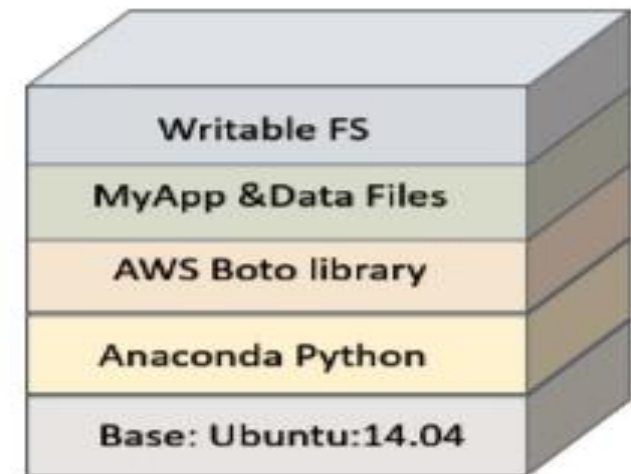 Writable FS
MyApp &Data Files
AWS Boto library
Anaconda Python
Base: Ubuntu:14.04